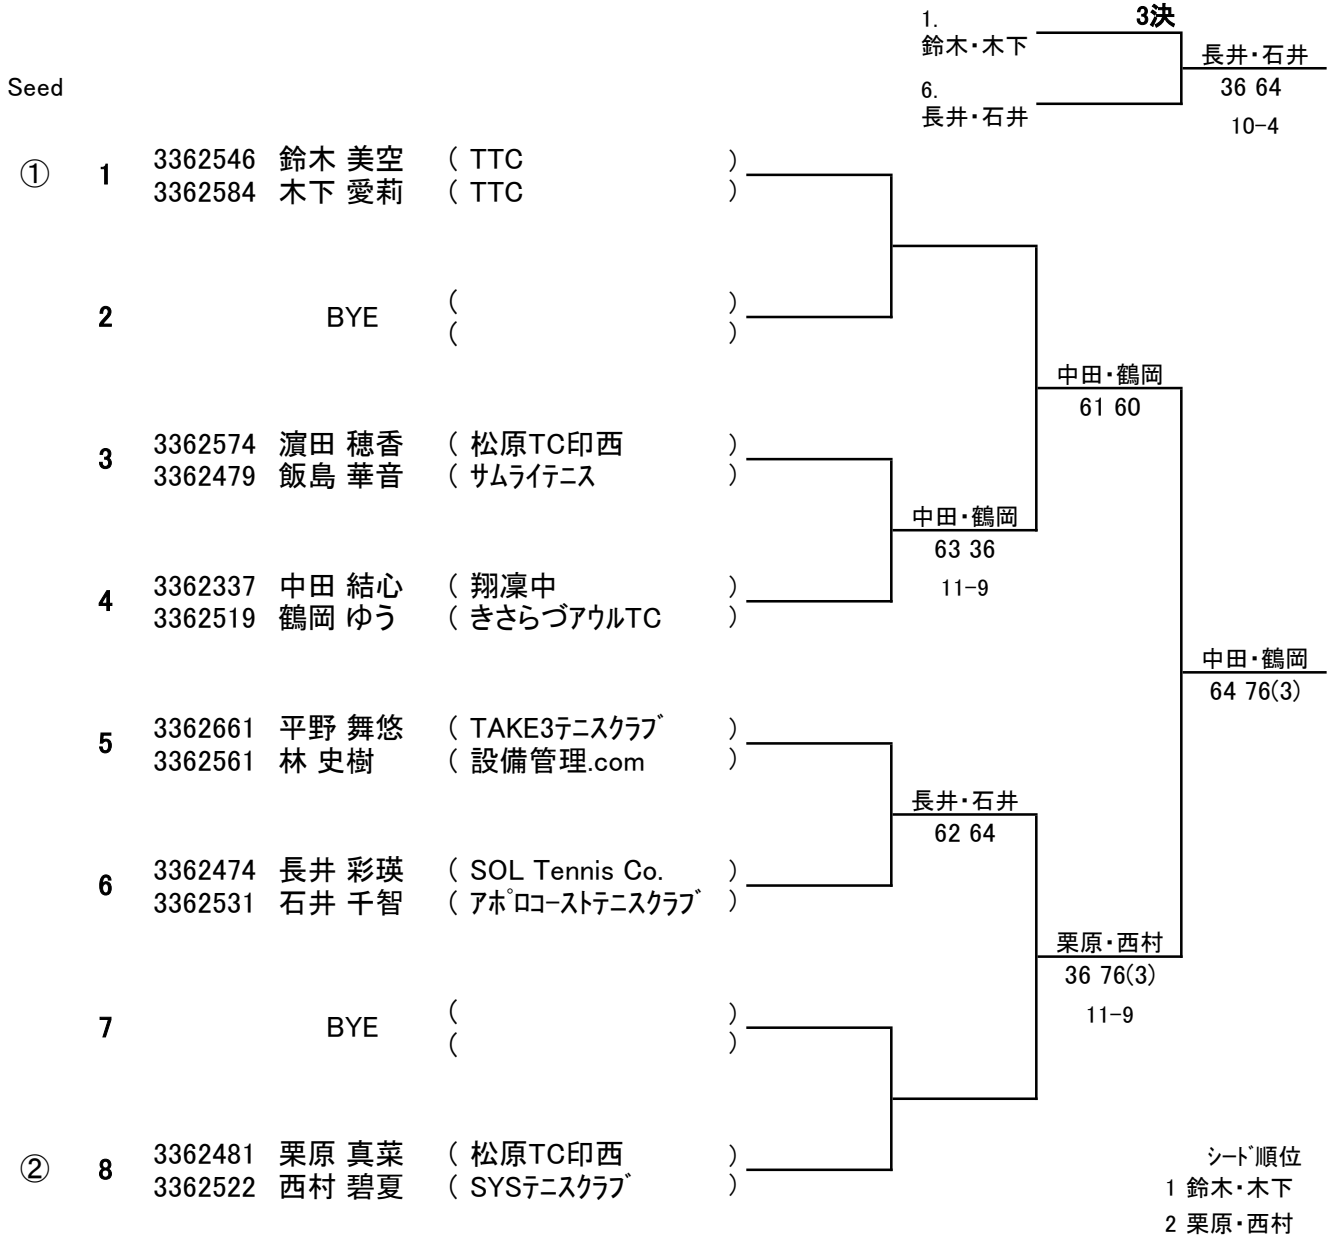 3決
1.
鈴木・木下
長井・石井
36 64
10-4
6.
長井・石井
Seed
① 1 3362546 鈴木 美空 ( TTC )
3362584 木下 愛莉 ( TTC )
2 BYE ( )
( )
中田・鶴岡
61 60
3 3362574 濵田 穂香 ( 松原TC印西 )
3362479 飯島 華音 ( ｻﾑﾗｲﾃﾆｽ )
中田・鶴岡
63 36
11-9
4 3362337 中田 結心 ( 翔凜中 )
3362519 鶴岡 ゆう ( きさらづｱｳﾙTC )
中田・鶴岡
64 76(3)
5 3362661 平野 舞悠 ( TAKE3ﾃﾆｽｸﾗﾌﾞ )
3362561 林 史樹 ( 設備管理.com )
長井・石井
62 64
6 3362474 長井 彩瑛 ( SOL Tennis Co. )
3362531 石井 千智 ( ｱﾎﾟﾛｺｰｽﾄﾃﾆｽｸﾗﾌﾞ )
栗原・西村
36 76(3)
11-9
7 BYE ( )
( )
② 8 3362481 栗原 真菜 ( 松原TC印西 )
3362522 西村 碧夏 ( SYSﾃﾆｽｸﾗﾌﾞ )
ｼｰﾄﾞ順位
1 鈴木・木下
2 栗原・西村